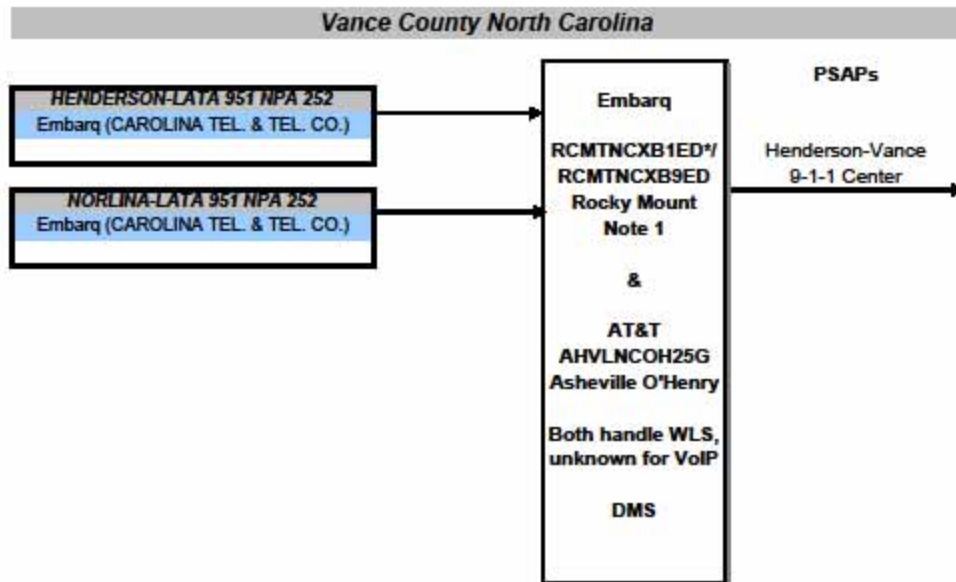 Vance County North Carolina
HENDERSON-LATA 951 NPA 252
Embarq (CAROLINA TEL. & TEL. CO.)
NORLINA-LATA 951 NPA 252
Embarq (CAROLINA TEL. & TEL. CO.)
Embarq
RCMTNCXB1ED*/
RCMTNCXB9ED
Rocky Mount
Note 1
&
AT&T
AHVLNCOH25G
Asheville O'Henry
Both handle WLS,
unknown for VoIP
DMS
PSAPs
Henderson-Vance
9-1-1 Center